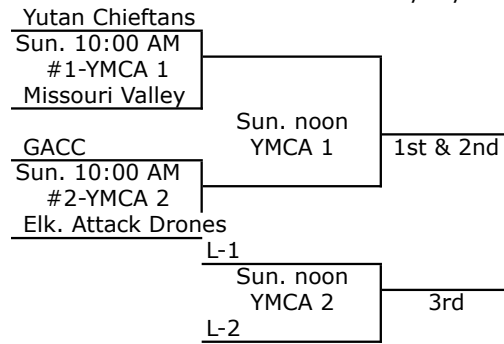 Yutan Chieftans
Sun. 10:00 AM
#1-YMCA 1
Missouri Valley
Sun. noon
YMCA 1
1st & 2nd
GACC
Sun. 10:00 AM
#2-YMCA 2
Elk. Attack Drones
L-1
Sun. noon
YMCA 2
3rd
L-2